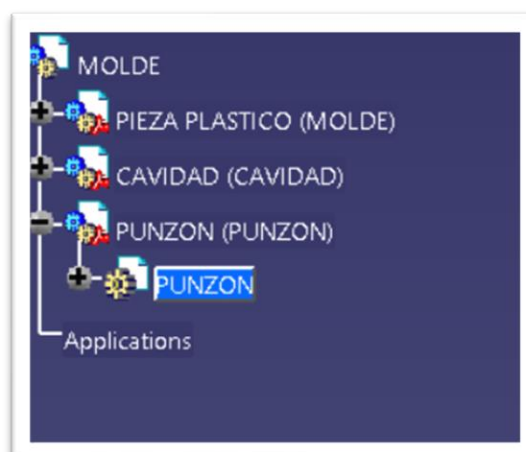 MOLDE
PIEZA PLASTICO (MOLDE)
CAVIDAD (CAVIDAD)
PUNZON (PUNZON)
PUNZON
Applications